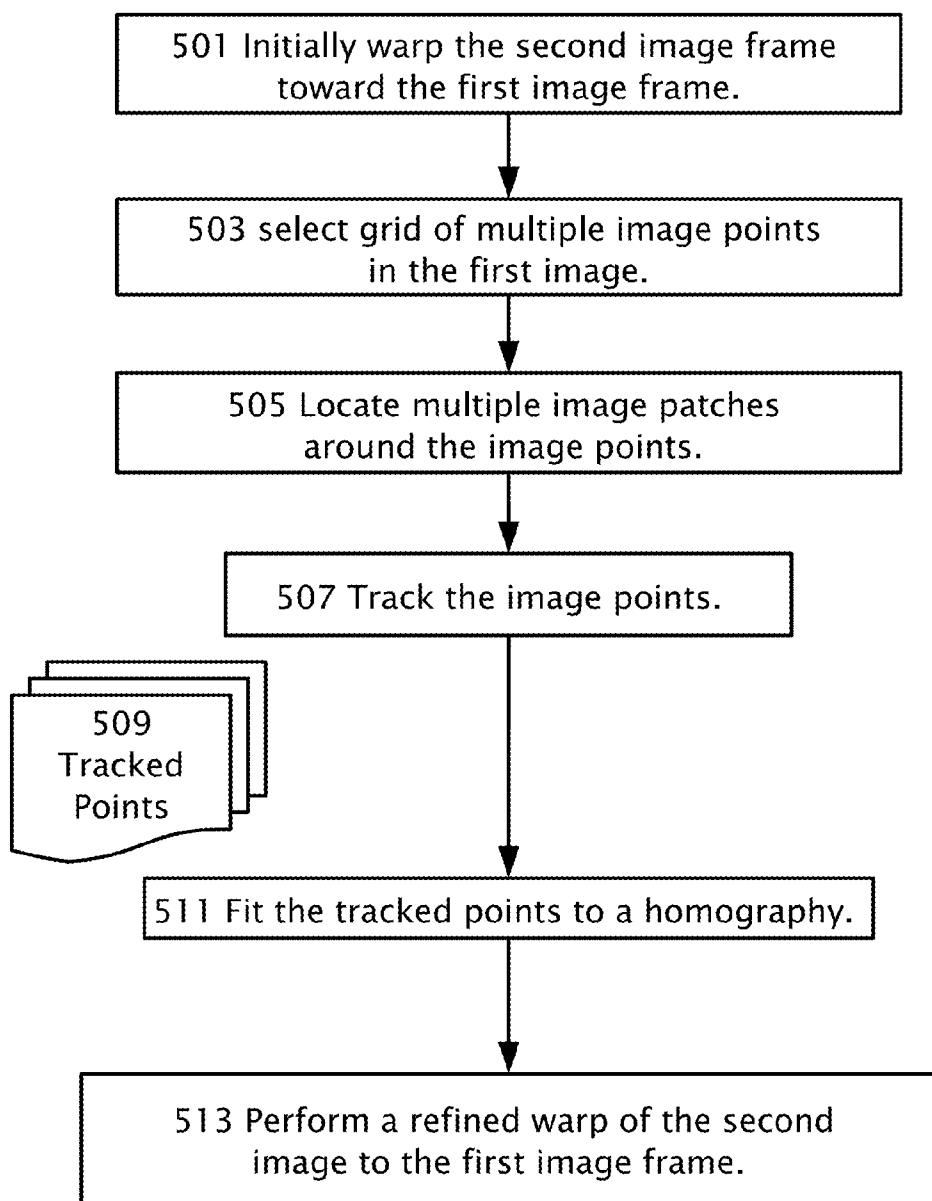 501 Initially warp the second image frame
toward the first image frame.
503 select grid of multiple image points
in the first image.
505 Locate multiple image patches
around the image points.
507 Track the image points.
509
Tracked
Points
511 Fit the tracked points to a homography.
513 Perform a refined warp of the second
image to the first image frame.